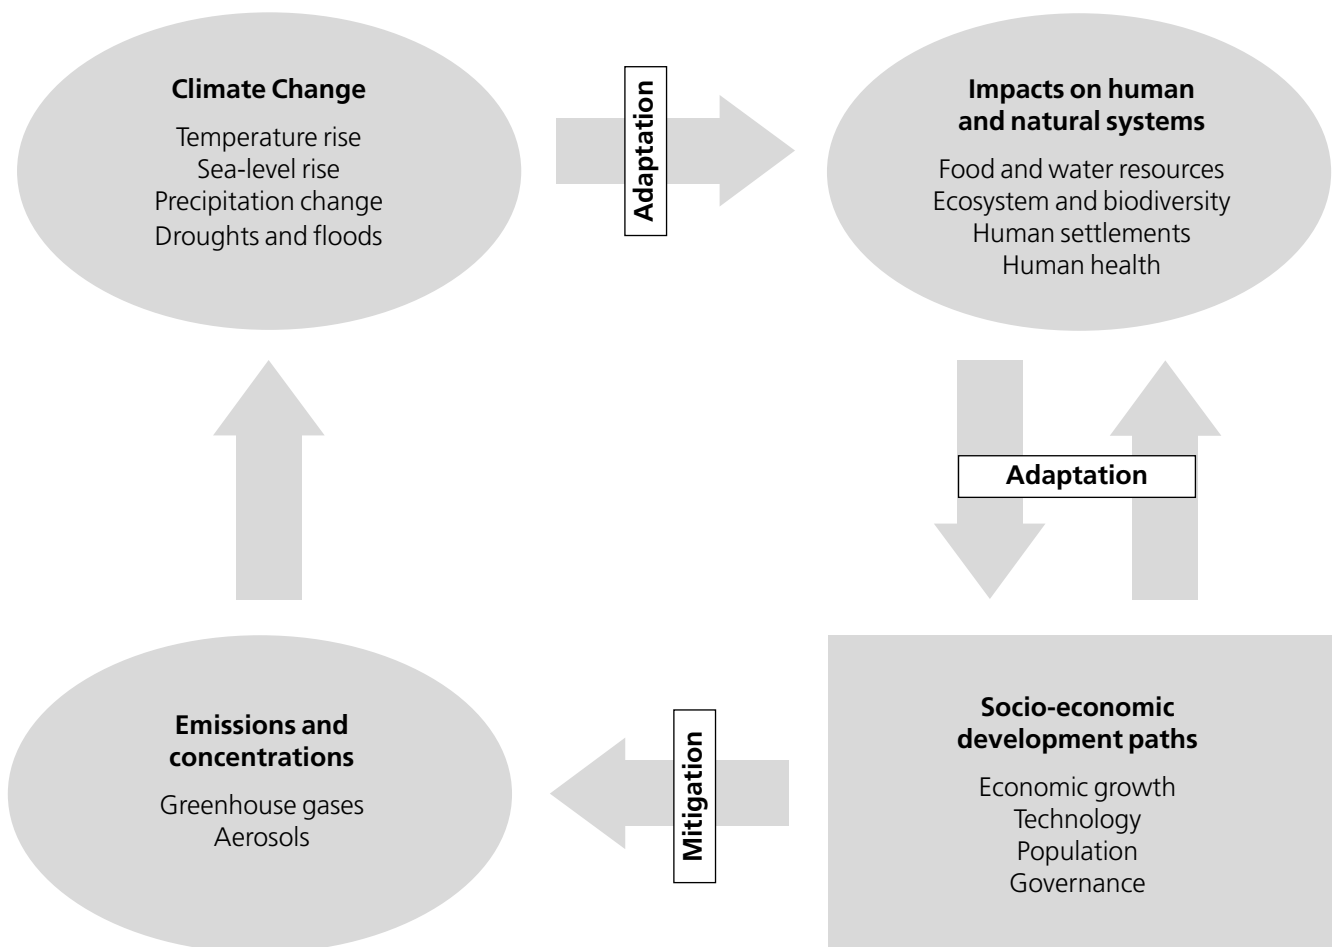 Climate Change
Temperature rise
Sea-level rise
Precipitation change
Droughts and floods
Adaptation
Impacts on human
and natural systems
Food and water resources
Ecosystem and biodiversity
Human settlements
Human health
Adaptation
Emissions and
concentrations
Greenhouse gases
Aerosols
Mitigation
Socio-economic
development paths
Economic growth
Technology
Population
Governance